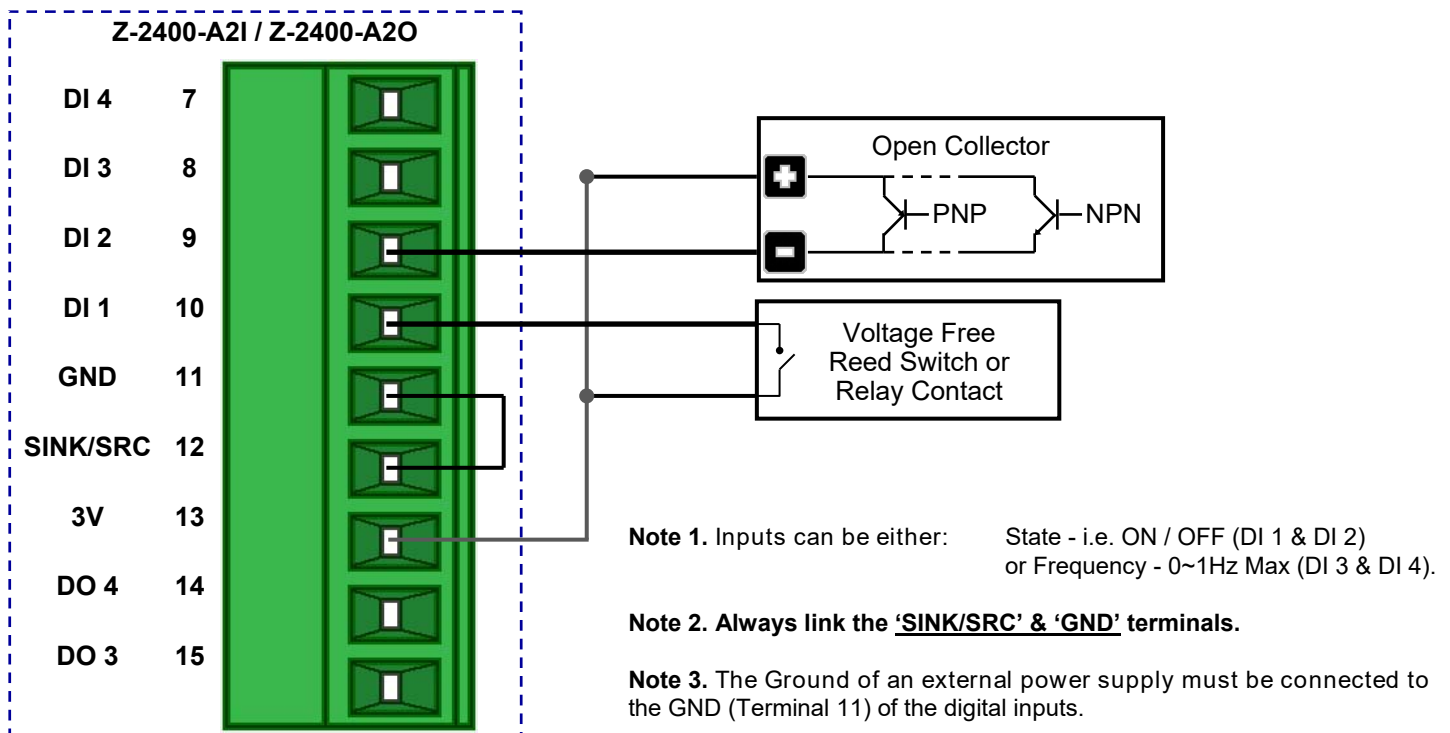 Z-2400-A2I / Z-2400-A2O
DI 4 7
DI 3 8
DI 2 9
DI 1 10
GND 11
SINK/SRC 12
3V 13
DO 4 14
DO 3 15
Open Collector
PNP
NPN
Voltage Free
Reed Switch or
Relay Contact
Note 1. Inputs can be either: State - i.e. ON / OFF (DI 1 & DI 2)
or Frequency - 0~1Hz Max (DI 3 & DI 4).
Note 2. Always link the ‘SINK/SRC’ & ‘GND’ terminals.
Note 3. The Ground of an external power supply must be connected to
the GND (Terminal 11) of the digital inputs.